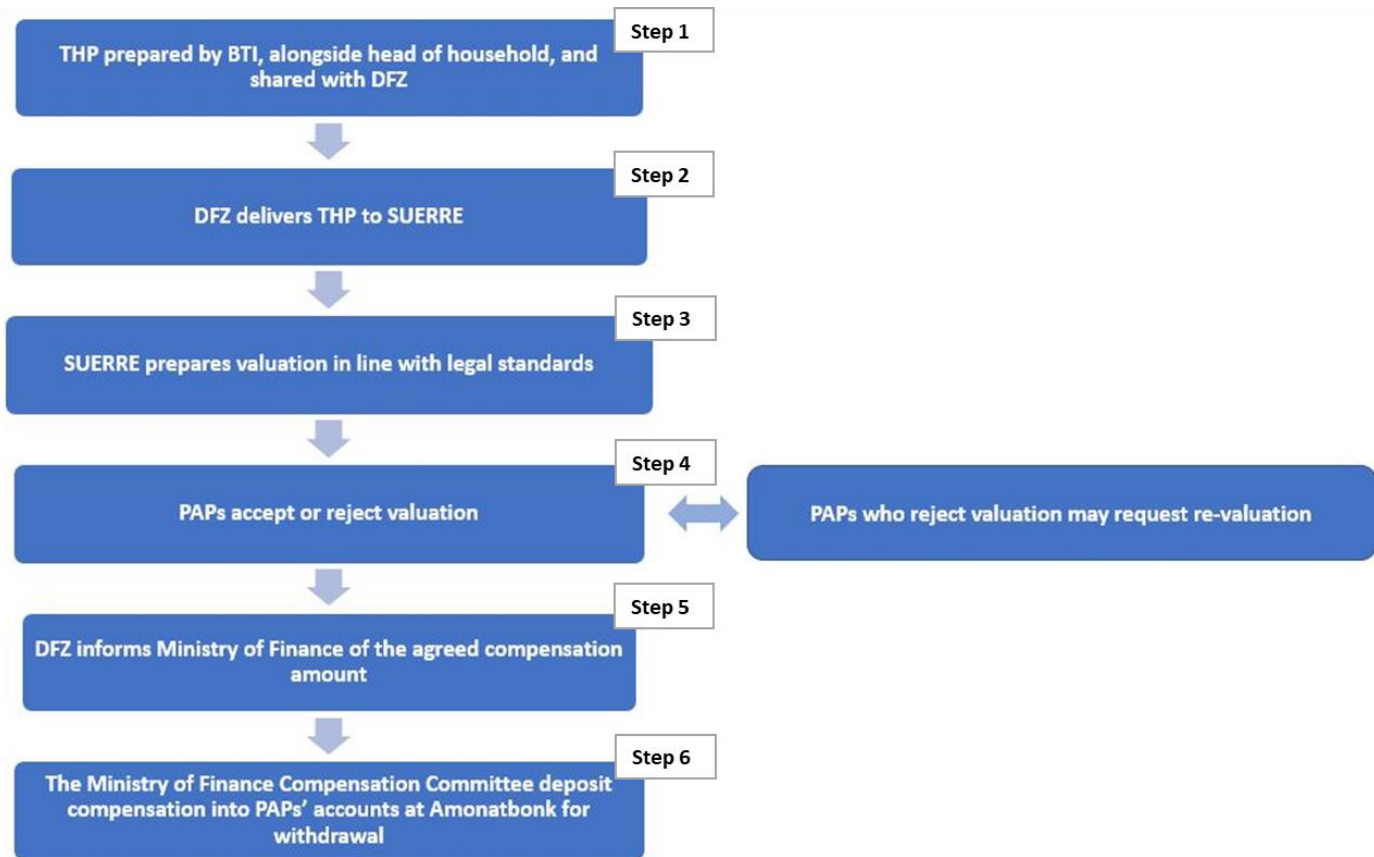 Step 1
THP prepared by BTI, alongside head of household, and
shared with DFZ
Step 2
DFZ delivers THP to SUERRE
Step 3
SUERRE prepares valuation in line with legal standards
Step 4
PAPs accept or reject valuation
PAPs who reject valuation may request re-valuation
Step 5
DFZ informs Ministry of Finance of the agreed compensation
amount
Step 6
The Ministry of Finance Compensation Committee deposit
compensation into PAPs’ accounts at Amonatbonk for
withdrawal